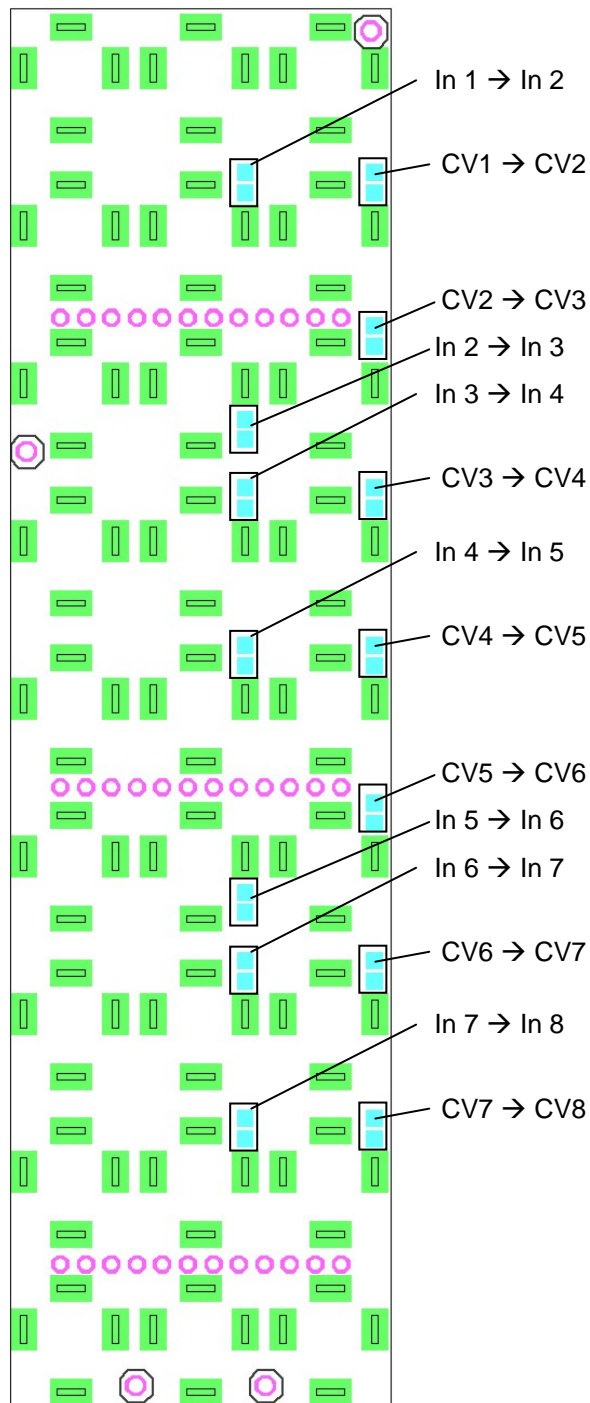 In 1 → In 2
CV1 → CV2
CV2 → CV3
In 2 → In 3
In 3 → In 4
CV3 → CV4
In 4 → In 5
CV4 → CV5
CV5 → CV6
In 5 → In 6
In 6 → In 7
CV6 → CV7
In 7 → In 8
CV7 → CV8